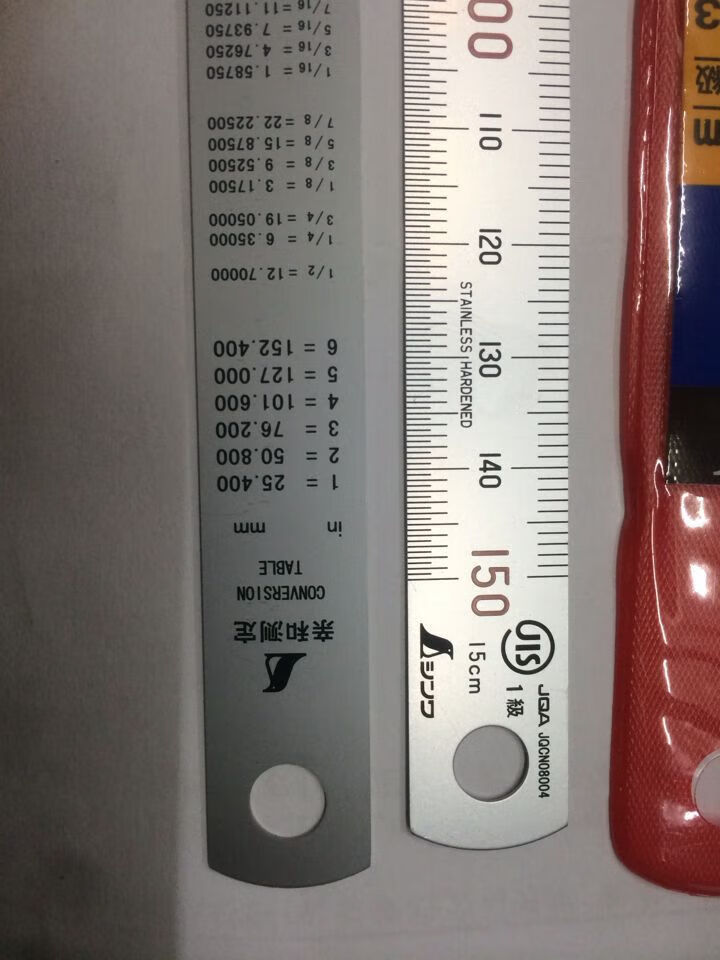 亲和測定
CONVERSION
TABLE
in mm
1 = 25.400
2 = 50.800
3 = 76.200
4 = 101.600
5 = 127.000
6 = 152.400
1/2 = 12.70000
1/4 = 6.35000
3/4 = 19.05000
1/8 = 3.17500
3/8 = 9.52500
5/8 = 15.87500
7/8 = 22.22500
1/16 = 1.58750
3/16 = 4.76250
5/16 = 7.93750
7/16 = 11.11250
00
110
120
130
140
150
STAINLESS HARDENED
シンワ
15cm
JIS
1級
JQA JQCN08004
3
級
m